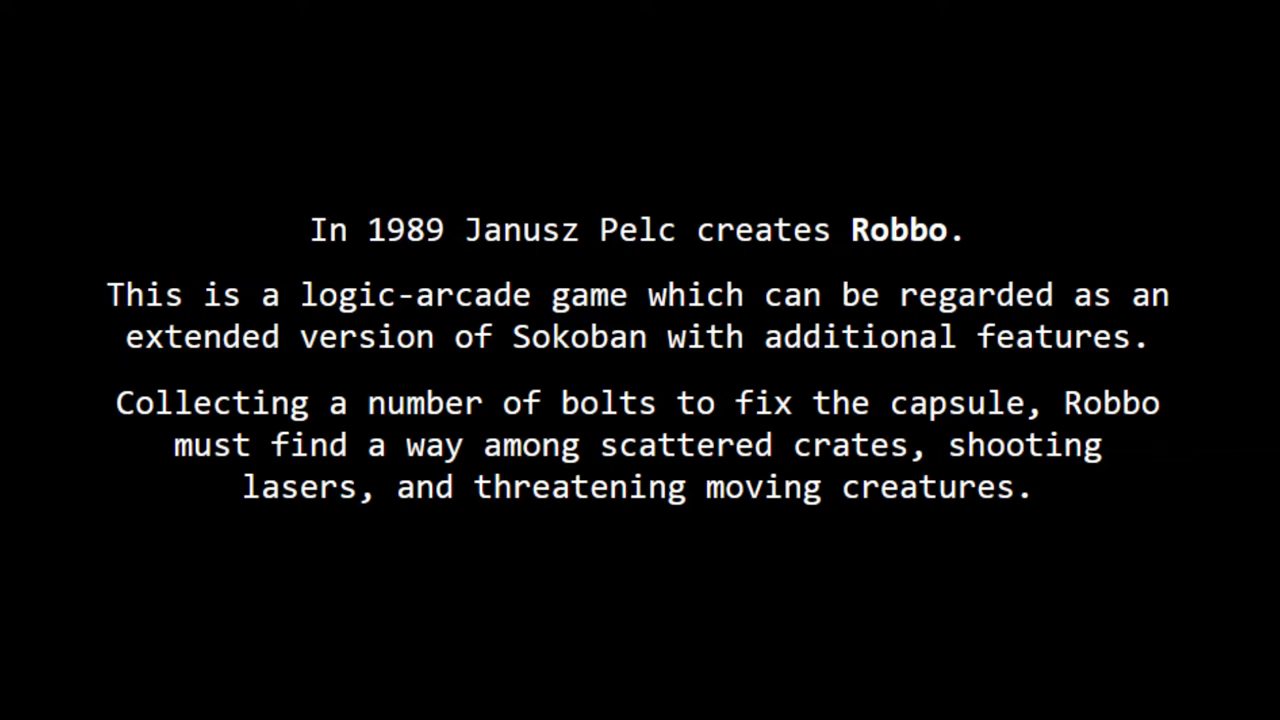 In 1989 Janusz Pelc creates Robbo.
This is a logic-arcade game which can be regarded as an
extended version of Sokoban with additional features.
Collecting a number of bolts to fix the capsule, Robbo
must find a way among scattered crates, shooting
lasers, and threatening moving creatures.